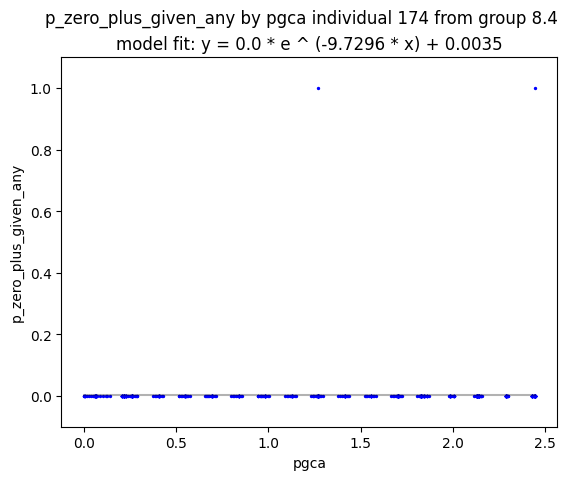 p_zero_plus_given_any by pgca individual 174 from group 8.4
model fit: y = 0.0 * e ^ (-9.7296 * x) + 0.0035
1.0
0.8
0.6
0.4
0.2
0.0
p_zero_plus_given_any
0.0 0.5 1.0 1.5 2.0 2.5
pgca